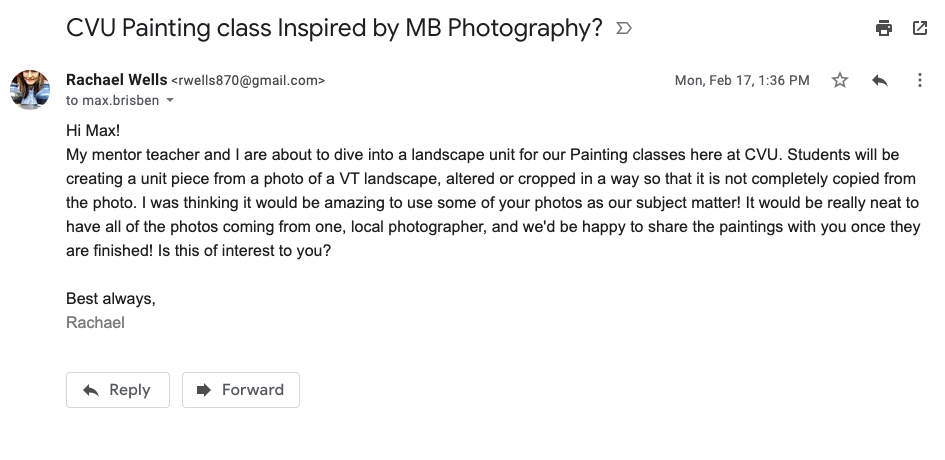 CVU Painting class Inspired by MB Photography?
Rachael Wells <rwells870@gmail.com>
Mon, Feb 17, 1:36 PM
to max.brisben
Hi Max!
My mentor teacher and I are about to dive into a landscape unit for our Painting classes here at CVU. Students will be
creating a unit piece from a photo of a VT landscape, altered or cropped in a way so that it is not completely copied from
the photo. I was thinking it would be amazing to use some of your photos as our subject matter! It would be really neat to
have all of the photos coming from one, local photographer, and we'd be happy to share the paintings with you once they
are finished! Is this of interest to you?
Best always,
Rachael
Reply
Forward